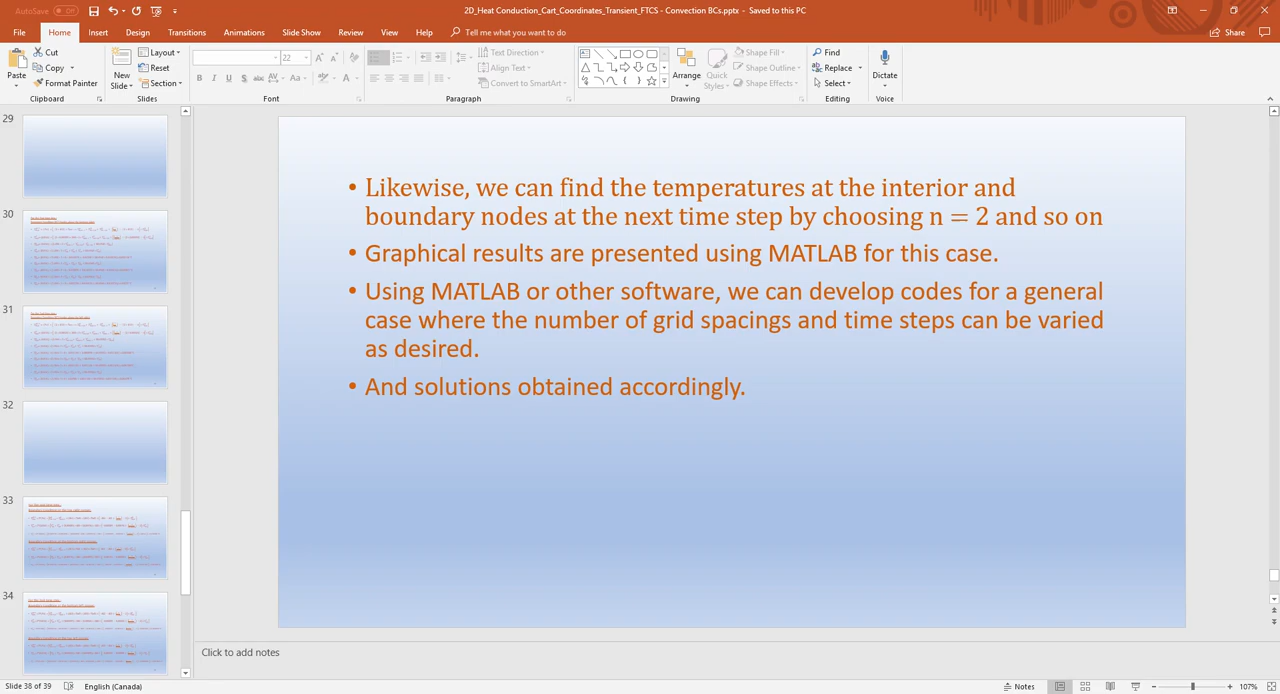 AutoSave Off
2D_Heat Conduction_Cart_Coordinates_Transient_FTCS - Convection BCs.pptx - Saved to this PC
File Home Insert Design Transitions Animations Slide Show Review View Help Tell me what you want to do Share
Paste
Cut
Copy
Format Painter
Clipboard
New Slide
Layout
Reset
Section
Slides
22
B I U S abc AV Aa A
Font
Text Direction
Align Text
Convert to SmartArt
Paragraph
Arrange
Quick Styles
Shape Fill
Shape Outline
Shape Effects
Drawing
Find
Replace
Select
Editing
Dictate
Voice
29
30
31
32
33
34
• Likewise, we can find the temperatures at the interior and
boundary nodes at the next time step by choosing n = 2 and so on
• Graphical results are presented using MATLAB for this case.
• Using MATLAB or other software, we can develop codes for a general
case where the number of grid spacings and time steps can be varied
as desired.
• And solutions obtained accordingly.
Click to add notes
Slide 38 of 39 English (Canada) Notes 107%